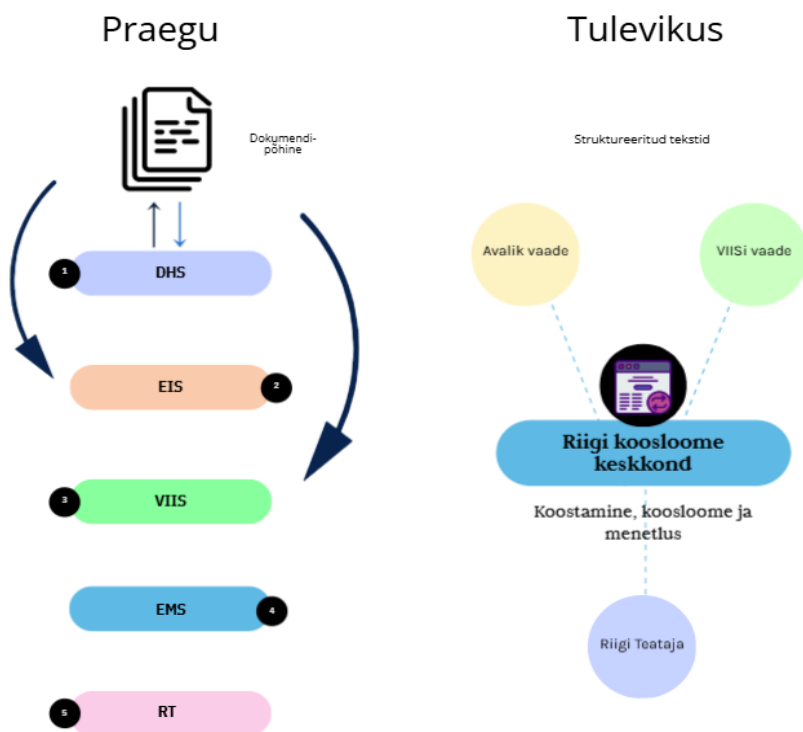 Praegu
Dokumendi-
põhine
1
DHS
EIS
2
3
VIIS
EMS
4
5
RT
Tulevikus
Struktureeritud tekstid
Avalik vaade
VIISi vaade
Riigi koosloome
keskkond
Koostamine, koosloome ja
menetlus
Riigi Teataja